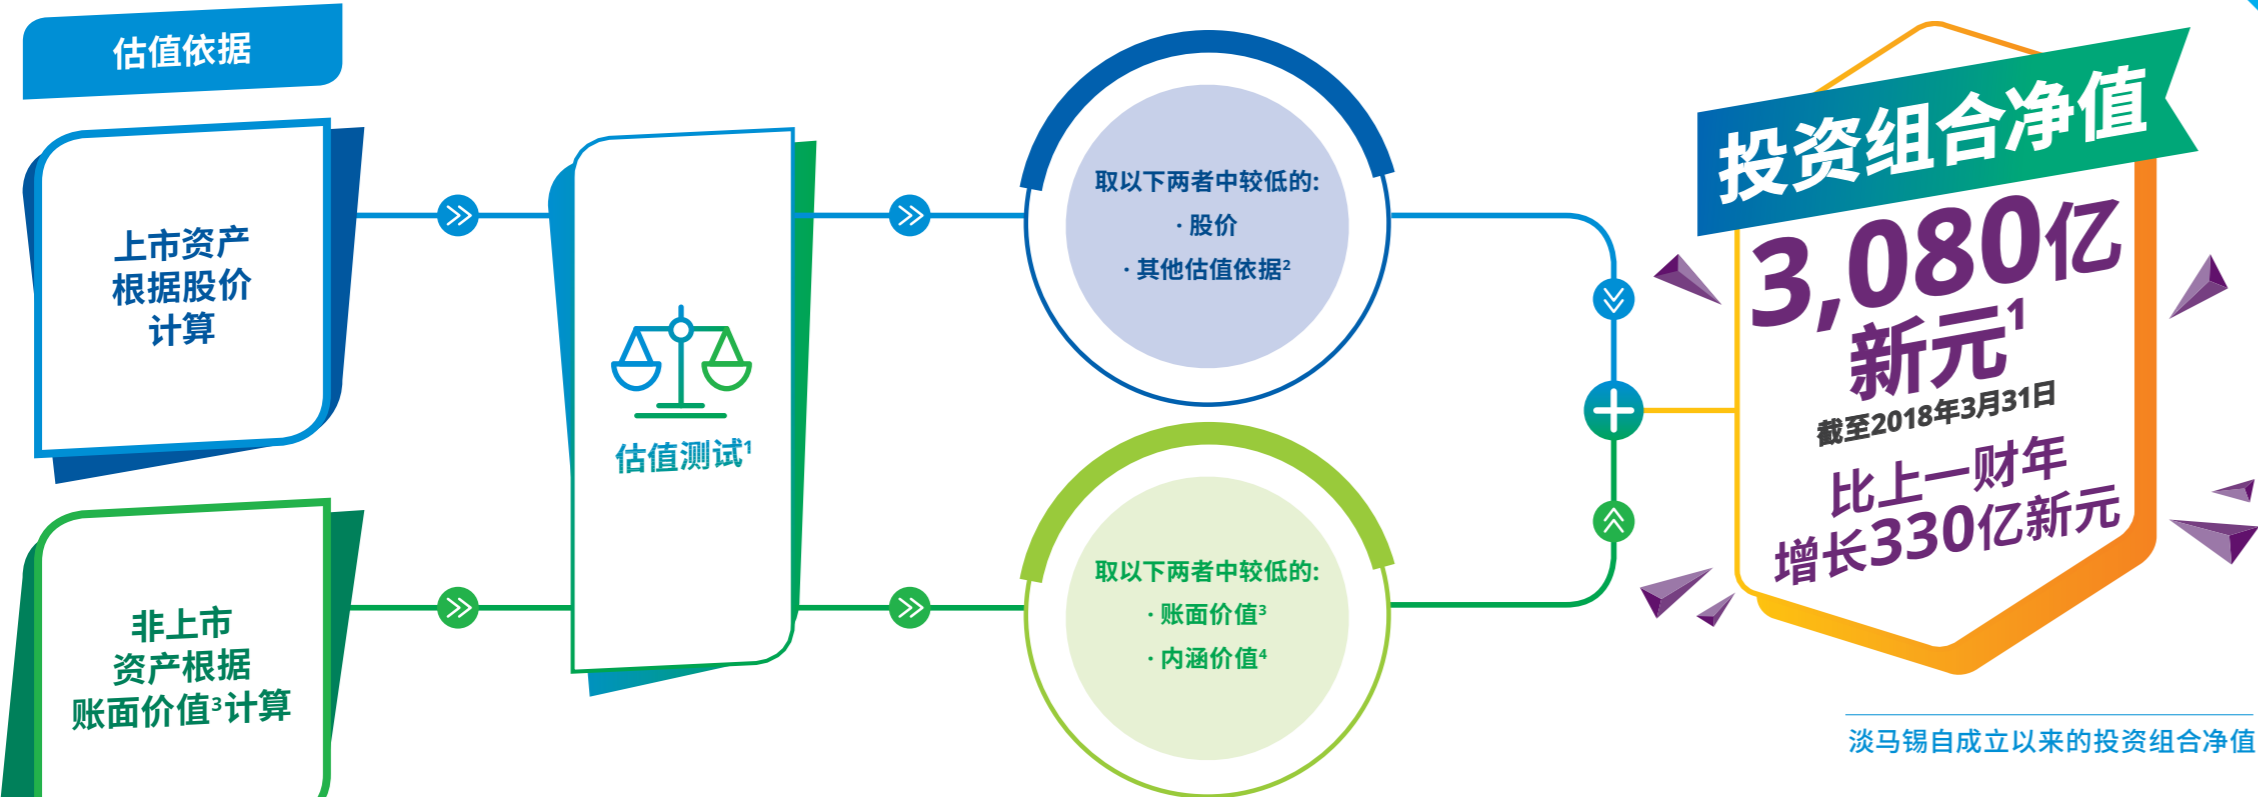 估值依据
上市资产
根据股价
计算
非上市
资产根据
账面价值³计算
估值测试¹
取以下两者中较低的:
· 股价
· 其他估值依据²
取以下两者中较低的:
· 账面价值³
· 内涵价值⁴
投资组合净值
3,080亿
新元¹
截至2018年3月31日
比上一财年
增长330亿新元
淡马锡自成立以来的投资组合净值